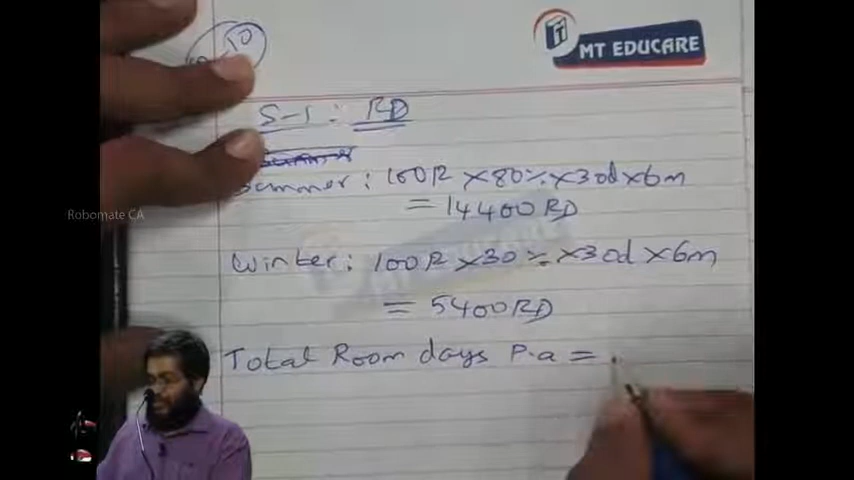 10
MT EDUCARE
S-1 : RD
Summer : 100R × 80% × 30d × 6m
= 14400 RD
Robomate CA
Winter : 100R × 30% × 30d × 6m
= 5400 RD
Total Room days P.a =